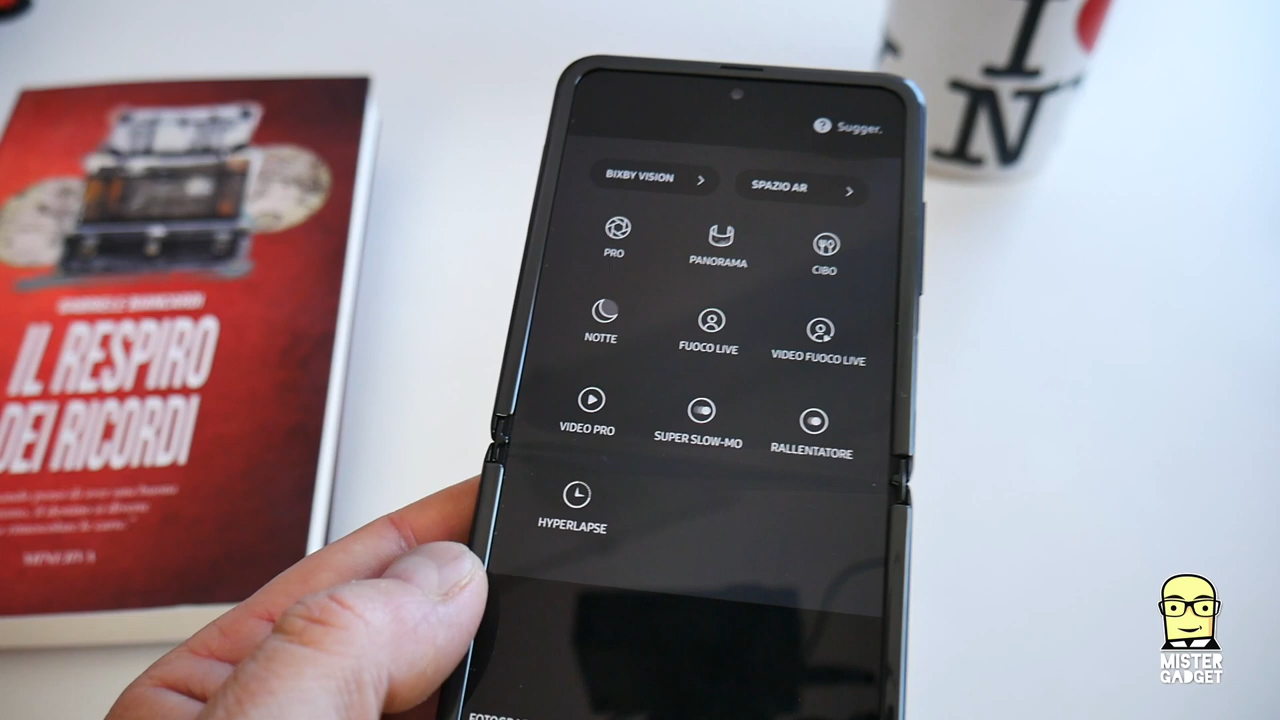 Sugger.
BIXBY VISION
SPAZIO AR
PRO
PANORAMA
CIBO
NOTTE
FUOCO LIVE
VIDEO FUOCO LIVE
VIDEO PRO
SUPER SLOW-MO
RALLENTATORE
HYPERLAPSE
IL RESPIRO
DEI RICORDI
MINERVA
I
N
MISTER
GADGET